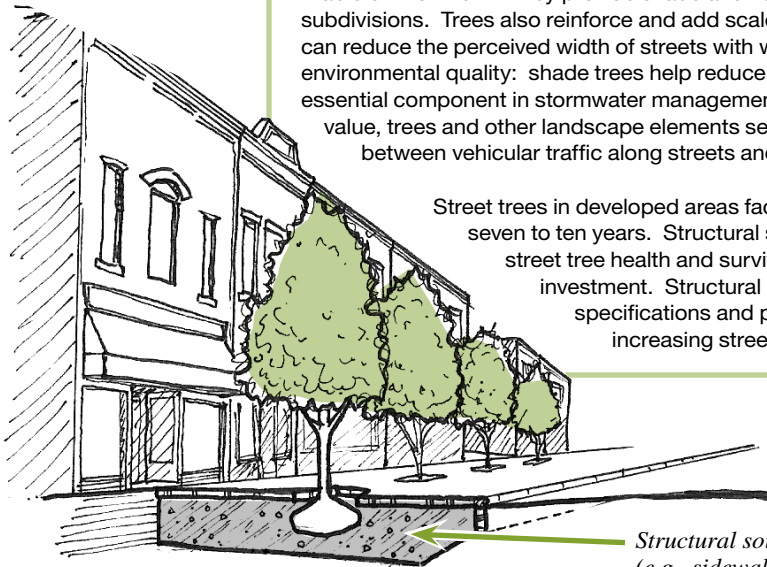 subdivisions. Trees also reinforce and add scale
can reduce the perceived width of streets with w
environmental quality: shade trees help reduce
essential component in stormwater management
value, trees and other landscape elements se
between vehicular traffic along streets and
Street trees in developed areas fac
seven to ten years. Structural s
street tree health and surviv
investment. Structural
specifications and p
increasing stree
Structural soi